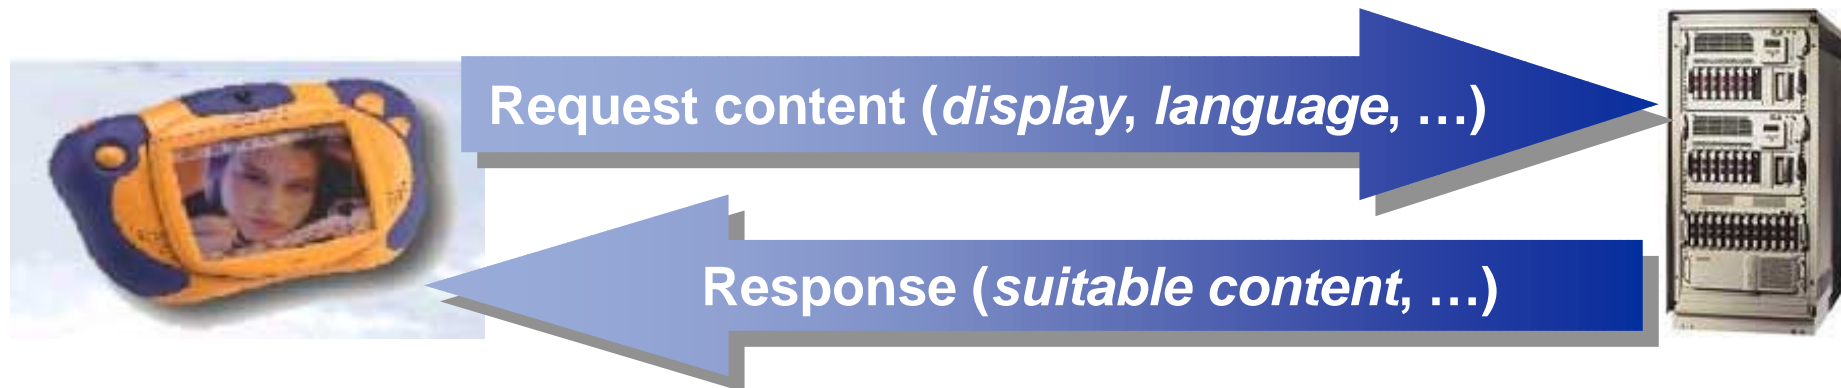 Request content (display, language, …)
Response (suitable content, …)